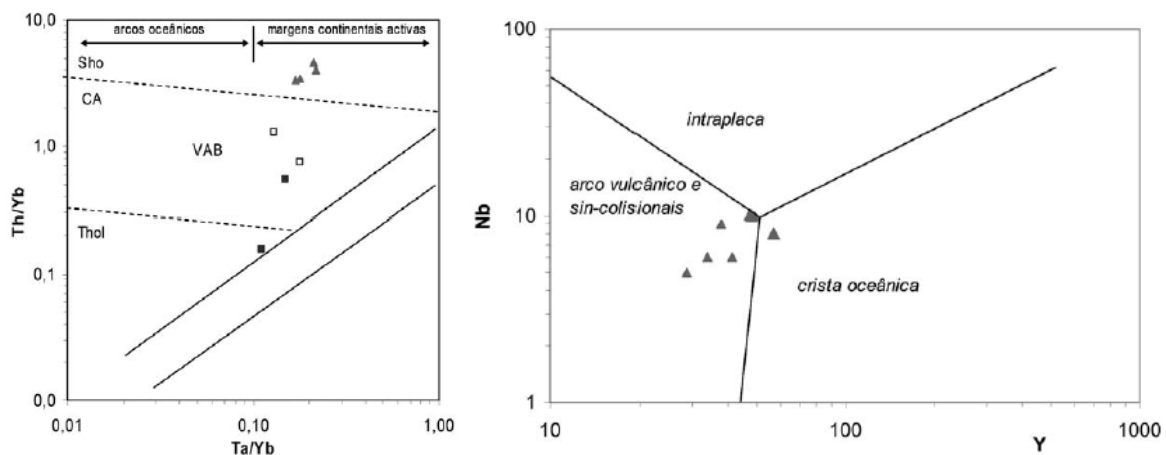 arcos oceânicos
margens continentais activas
10,0
Sho
CA
1,0
VAB
Th/Yb
Thol
0,1
0,0
0,01
0,10
1,00
Ta/Yb
100
intraplaca
arco vulcânico e
sin-colisionais
Nb
10
crista oceânica
1
10
100
1000
Y